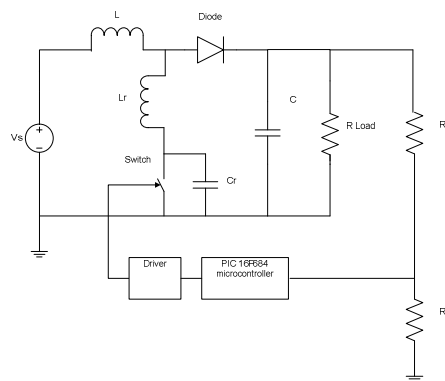 L
Diode
Lr
C
R Load
R
Vs
Switch
Cr
Driver
PIC 16F684
microcontroller
R